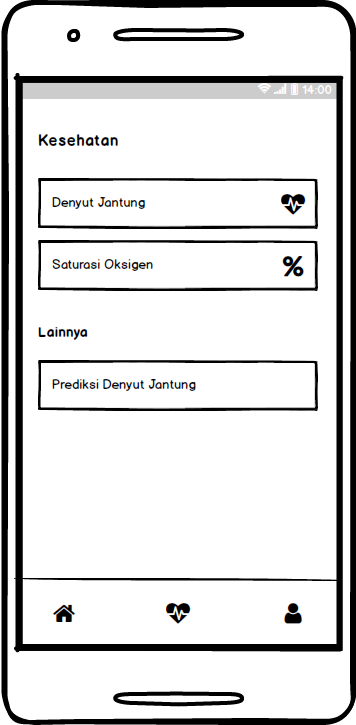 14:00
Kesehatan
Denyut Jantung
Saturasi Oksigen
%
Lainnya
Prediksi Denyut Jantung